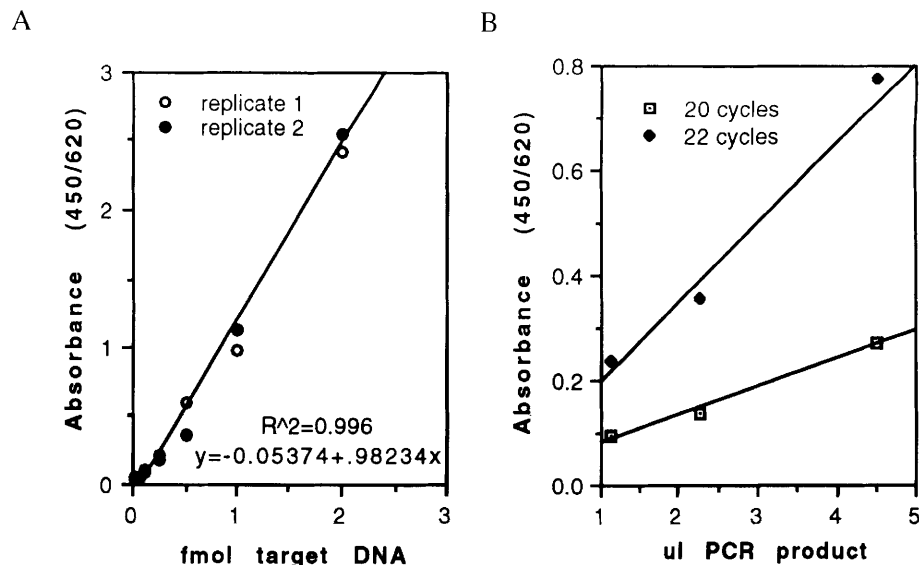 A
Absorbance (450/620)
3
2
1
0
replicate 1
replicate 2
R^2=0.996
y=-0.05374+.98234x
0 1 2 3
fmol target DNA
B
Absorbance (450/620)
0.8
0.6
0.4
0.2
0.0
20 cycles
22 cycles
1 2 3 4 5
ul PCR product